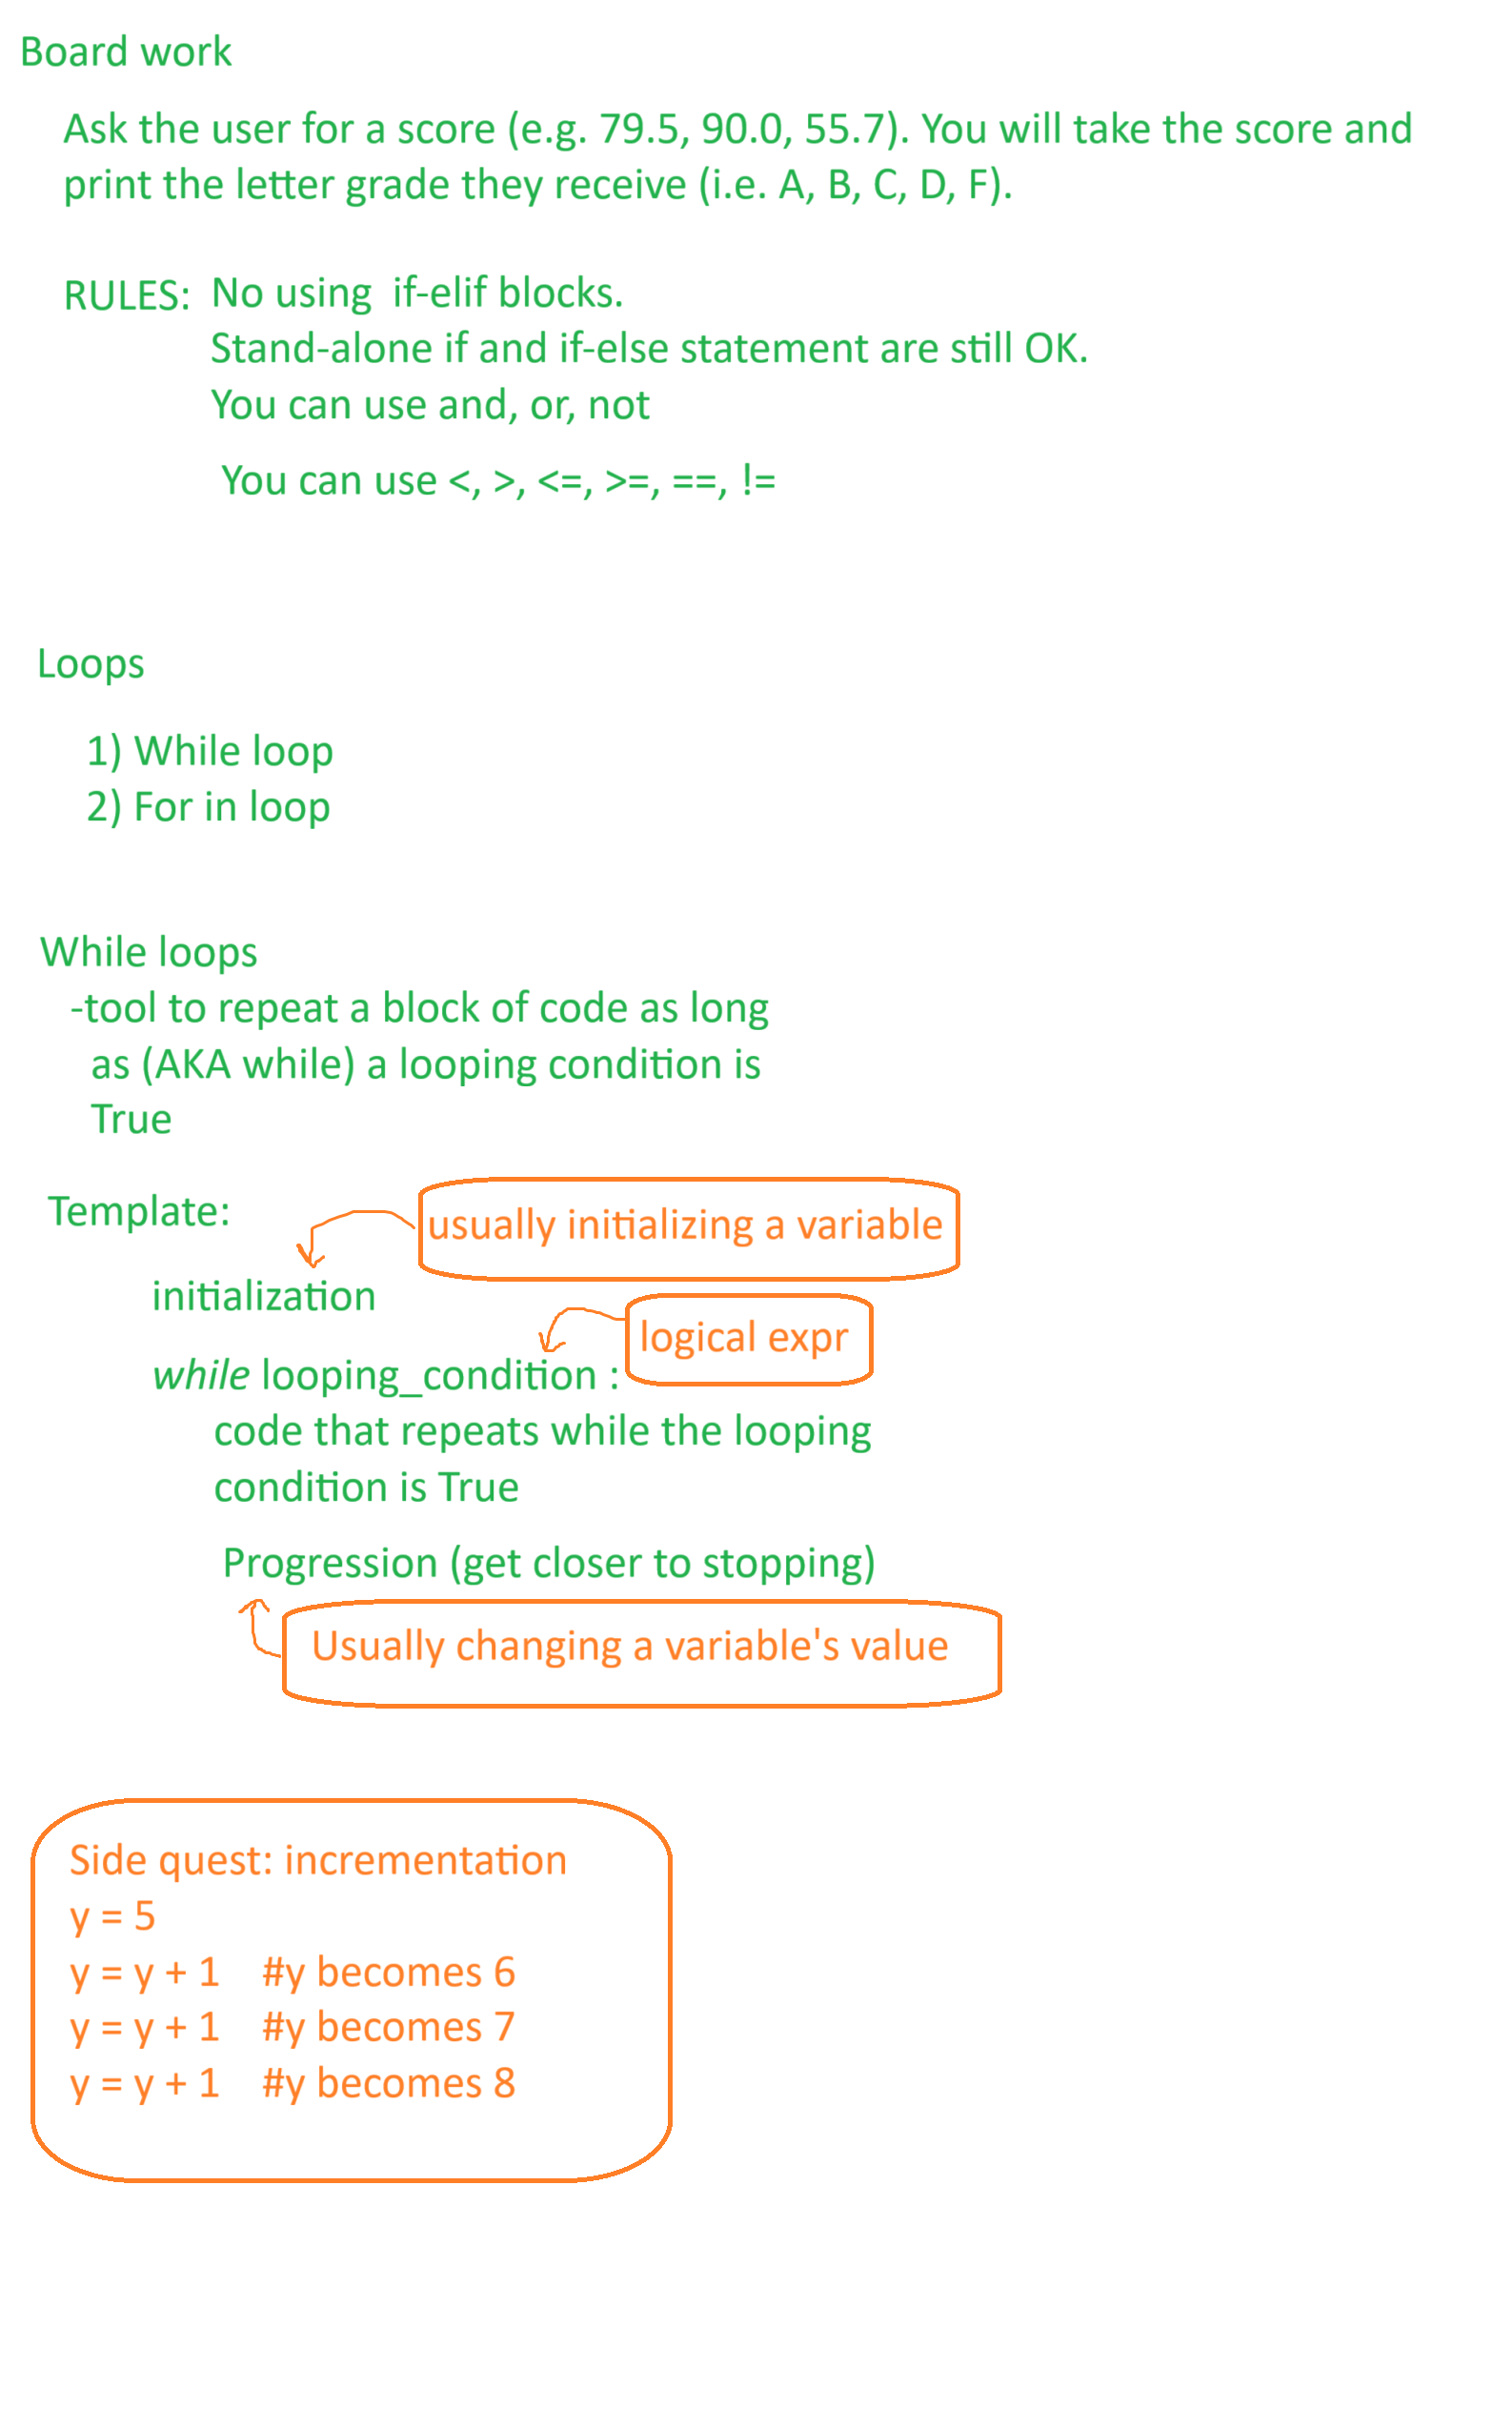 Board work
Ask the user for a score (e.g. 79.5, 90.0, 55.7). You will take the score and
print the letter grade they receive (i.e. A, B, C, D, F).
RULES: No using if-elif blocks.
Stand-alone if and if-else statement are still OK.
You can use and, or, not
You can use <, >, <=, >=, ==, !=
Loops
1) While loop
2) For in loop
While loops
-tool to repeat a block of code as long
as (AKA while) a looping condition is
True
Template:
usually initializing a variable
initialization
logical expr
while looping_condition :
code that repeats while the looping
condition is True
Progression (get closer to stopping)
Usually changing a variable's value
Side quest: incrementation
y = 5
y = y + 1 #y becomes 6
y = y + 1 #y becomes 7
y = y + 1 #y becomes 8